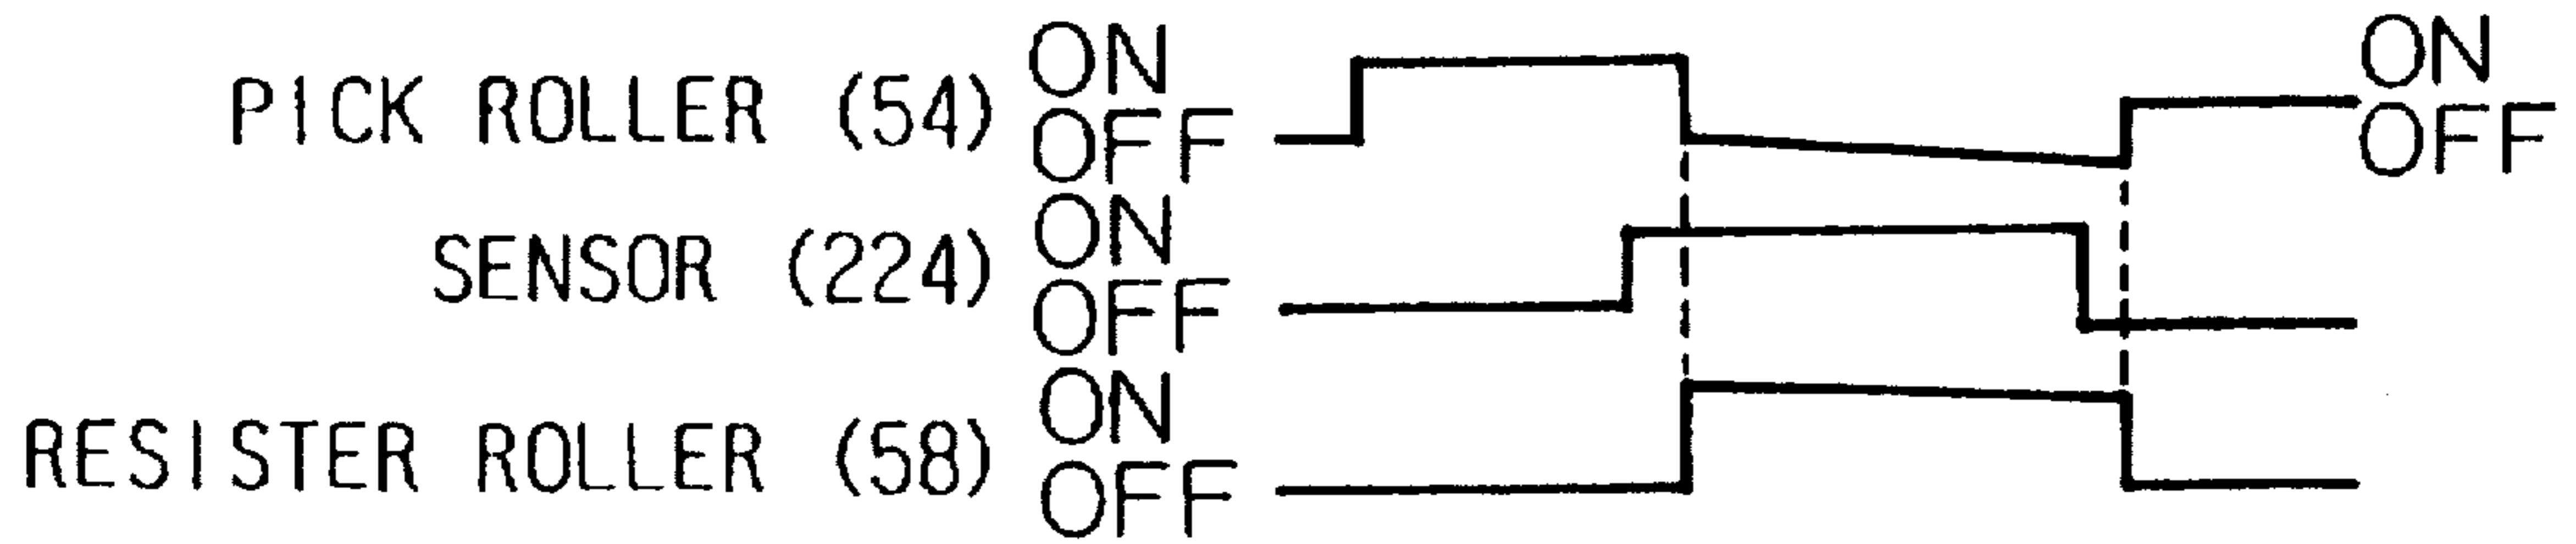 PICK ROLLER (54) ON ON
OFF OFF
SENSOR (224) ON
OFF
RESISTER ROLLER (58) ON
OFF